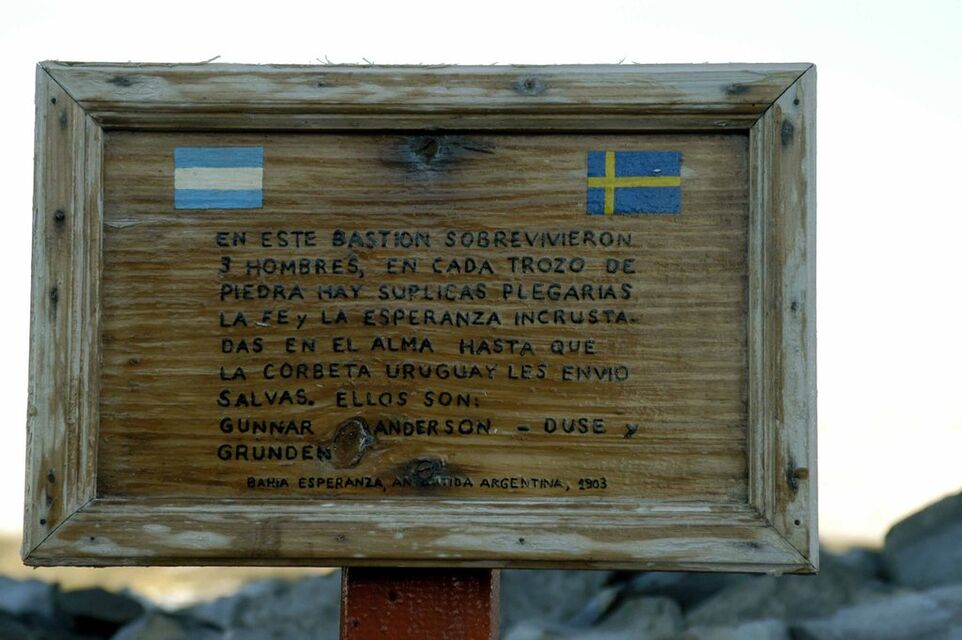 EN ESTE BASTION SOBREVIVIERON
3 HOMBRES, EN CADA TROZO DE
PIEDRA HAY SUPLICAS PLEGARIAS
LA FE y LA ESPERANZA INCRUSTA-
DAS EN EL ALMA HASTA QUE
LA CORBETA URUGUAY LES ENVIO
SALVAS. ELLOS SON:
GUNNAR ANDERSON - DUSE y
GRUNDEN
BAHIA ESPERANZA, ANTARTIDA ARGENTINA, 1903